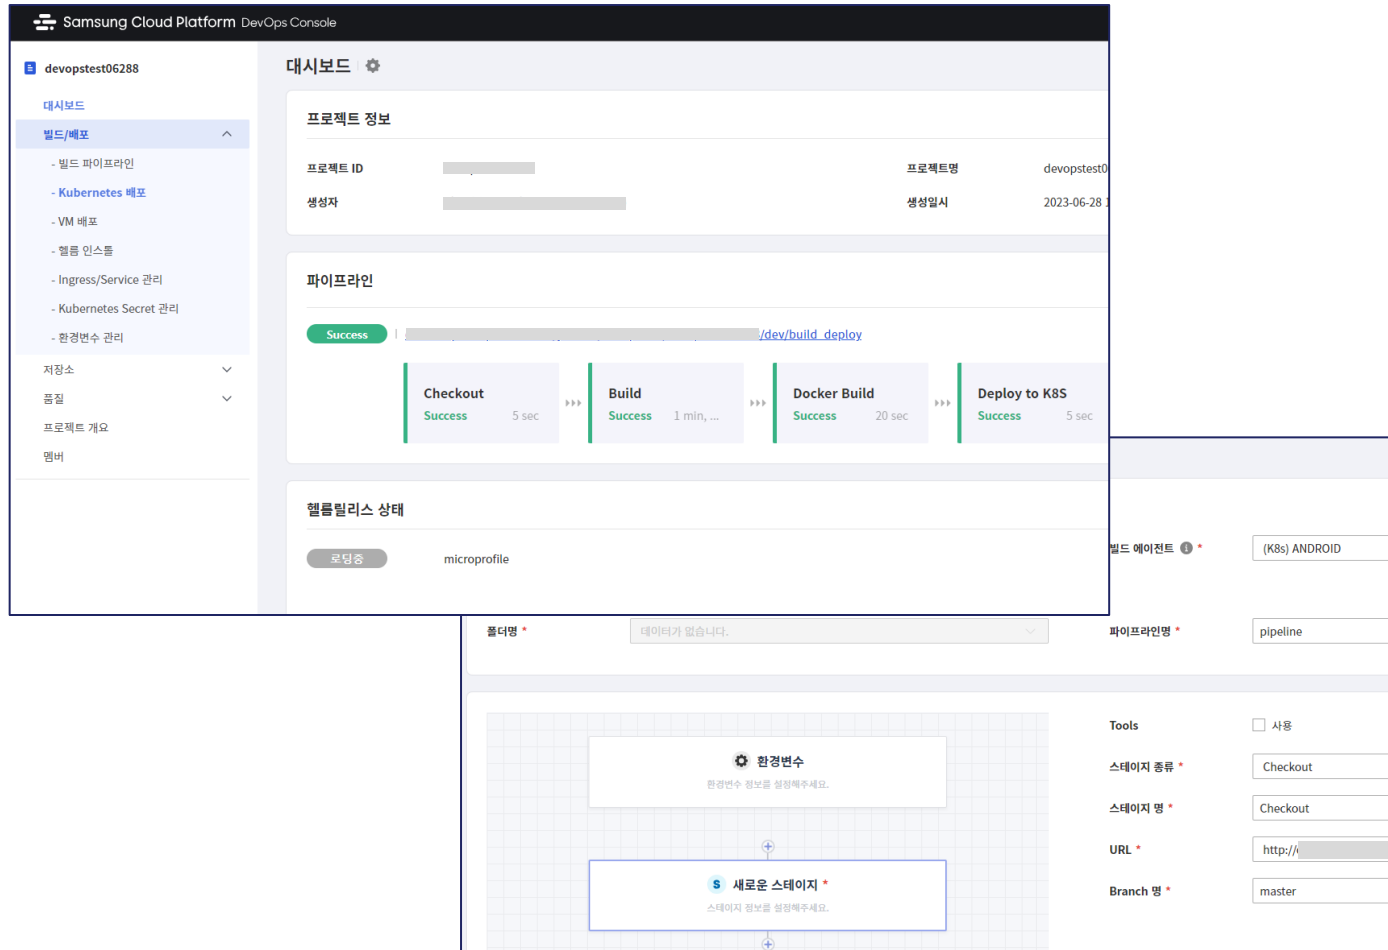 Samsung Cloud Platform DevOps Console
devopstest06288
대시보드
빌드/배포
- 빌드 파이프라인
- Kubernetes 배포
- VM 배포
- 헬름 인스톨
- Ingress/Service 관리
- Kubernetes Secret 관리
- 환경변수 관리
저장소
품질
프로젝트 개요
멤버
대시보드
프로젝트 정보
프로젝트 ID
프로젝트명 devopstest0
생성자
생성일시 2023-06-28 1
파이프라인
Success /dev/build_deploy
Checkout Build Docker Build Deploy to K8S
Success 5 sec Success 1 min, ... Success 20 sec Success 5 sec
헬름릴리스 상태
로딩중 microprofile
빌드 에이전트 * (K8s) ANDROID
폴더명 * 데이터가 없습니다. 파이프라인명 * pipeline
환경변수
환경변수 정보를 설정해주세요.
S 새로운 스테이지 *
스테이지 정보를 설정해주세요.
Tools 사용
스테이지 종류 * Checkout
스테이지 명 * Checkout
URL * http://
Branch 명 * master